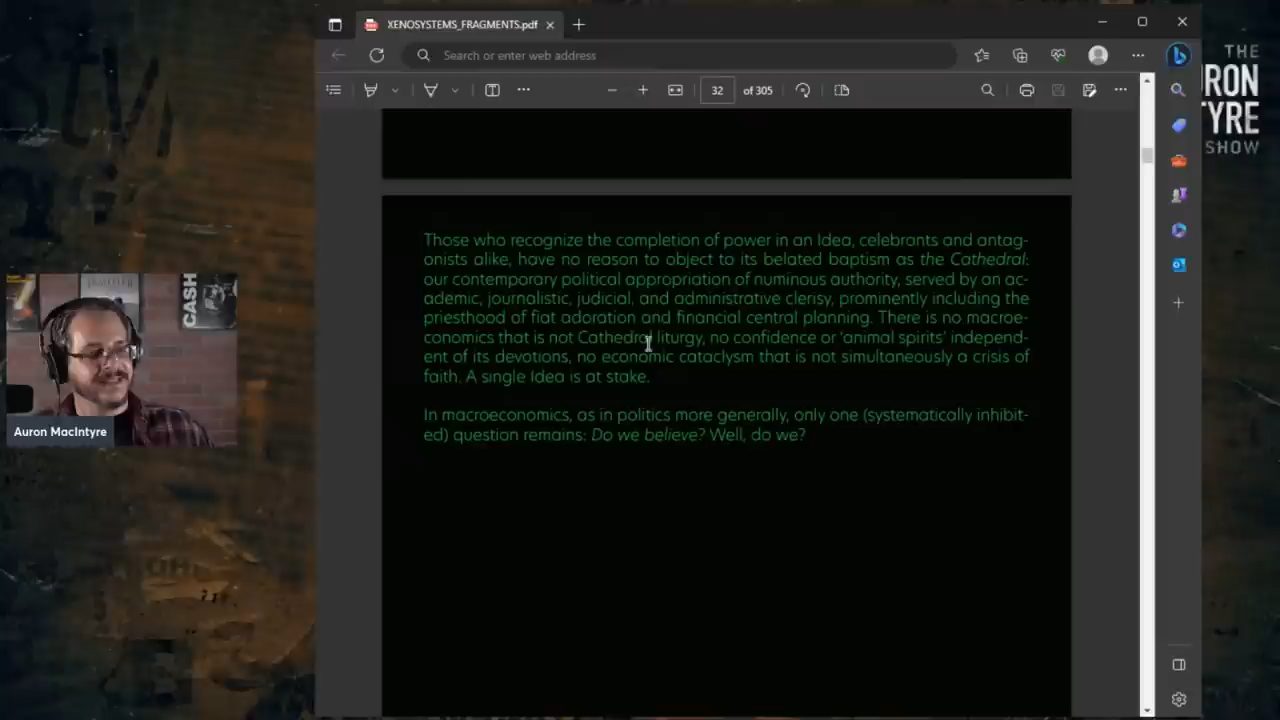 XENOSYSTEMS_FRAGMENTS.pdf
Search or enter web address
32 of 305
THE
RON
TYRE
SHOW
Those who recognize the completion of power in an Idea, celebrants and antag-
onists alike, have no reason to object to its belated baptism as the Cathedral:
our contemporary political appropriation of numinous authority, served by an ac-
ademic, journalistic, judicial, and administrative clerisy, prominently including the
priesthood of fiat adoration and financial central planning. There is no macroe-
conomics that is not Cathedral liturgy, no confidence or 'animal spirits' independ-
ent of its devotions, no economic cataclysm that is not simultaneously a crisis of
faith. A single Idea is at stake.
In macroeconomics, as in politics more generally, only one (systematically inhibit-
ed) question remains: Do we believe? Well, do we?
CASH
Auron MacIntyre